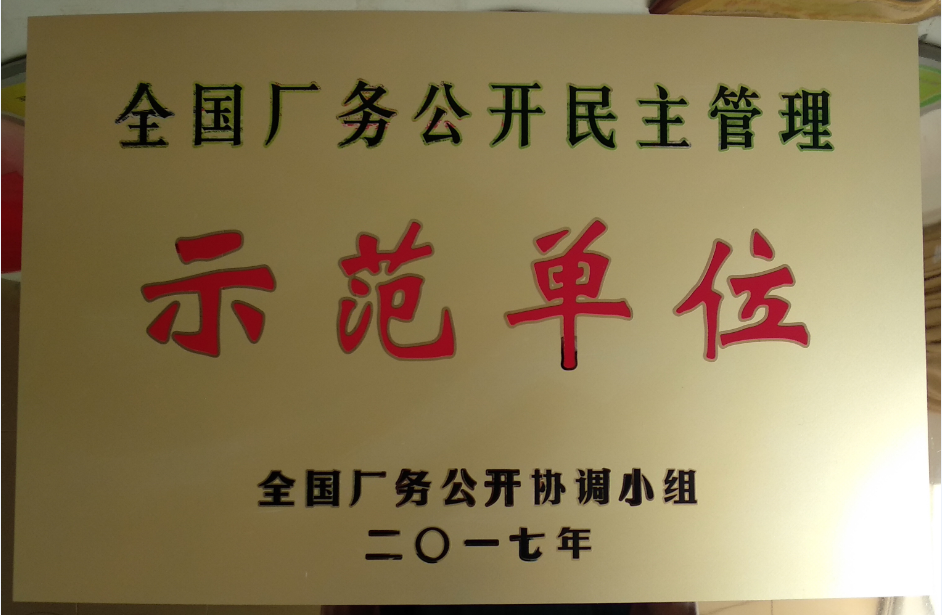 全国厂务公开民主管理
示范单位
全国厂务公开协调小组
二〇一七年